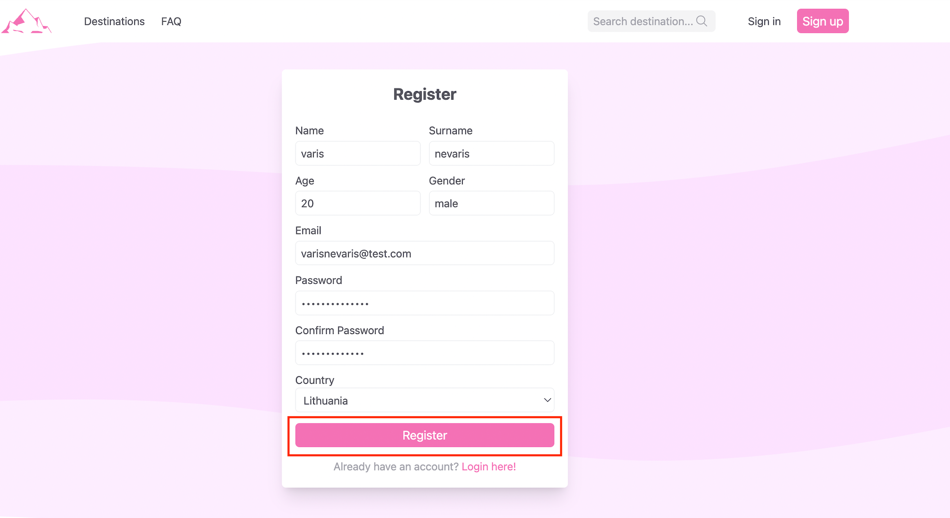 Destinations FAQ Search destination... Sign in Sign up
Register
Name Surname
varis nevaris
Age Gender
20 male
Email
varisnevaris@test.com
Password
••••••••••••••
Confirm Password
•••••••••••••
Country
Lithuania
Register
Already have an account? Login here!